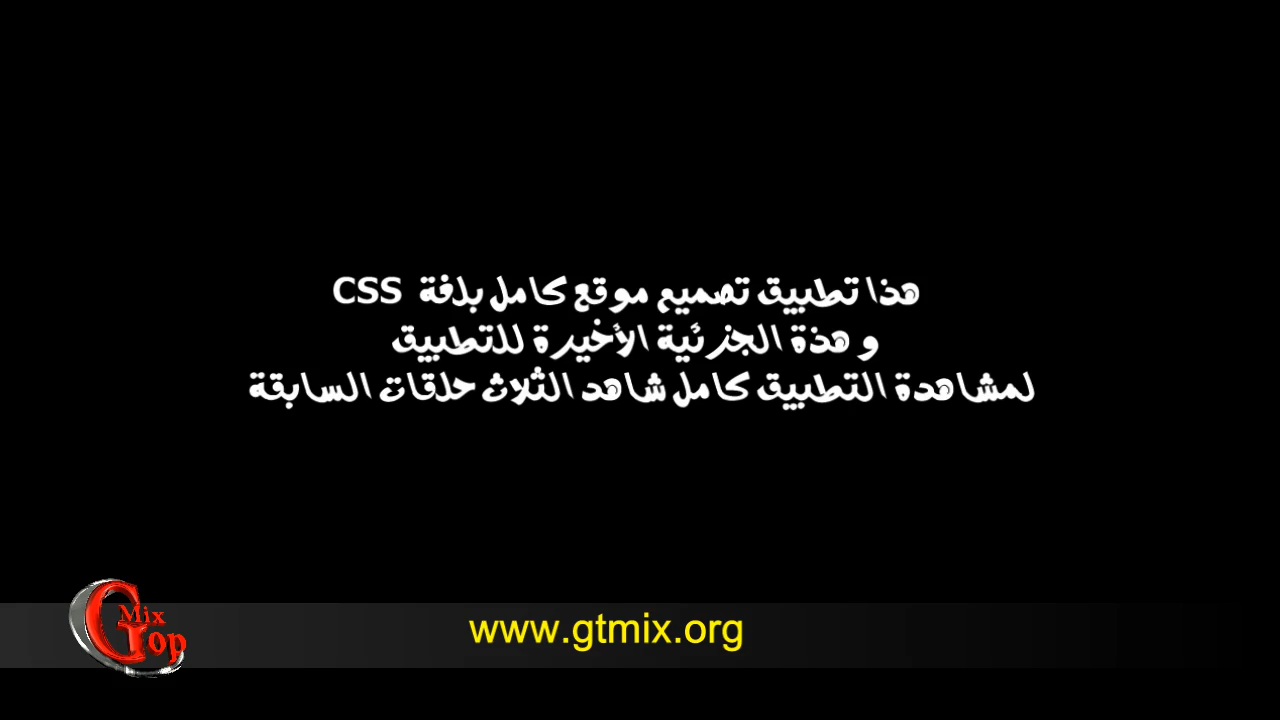 هذا تطبيق تصميم موقع كامل بلغة CSS
و هذة الجزئية الأخيرة للتطبيق
لمشاهدة التطبيق كامل شاهد الثلاث حلقات السابقة
Mix
Top
www.gtmix.org